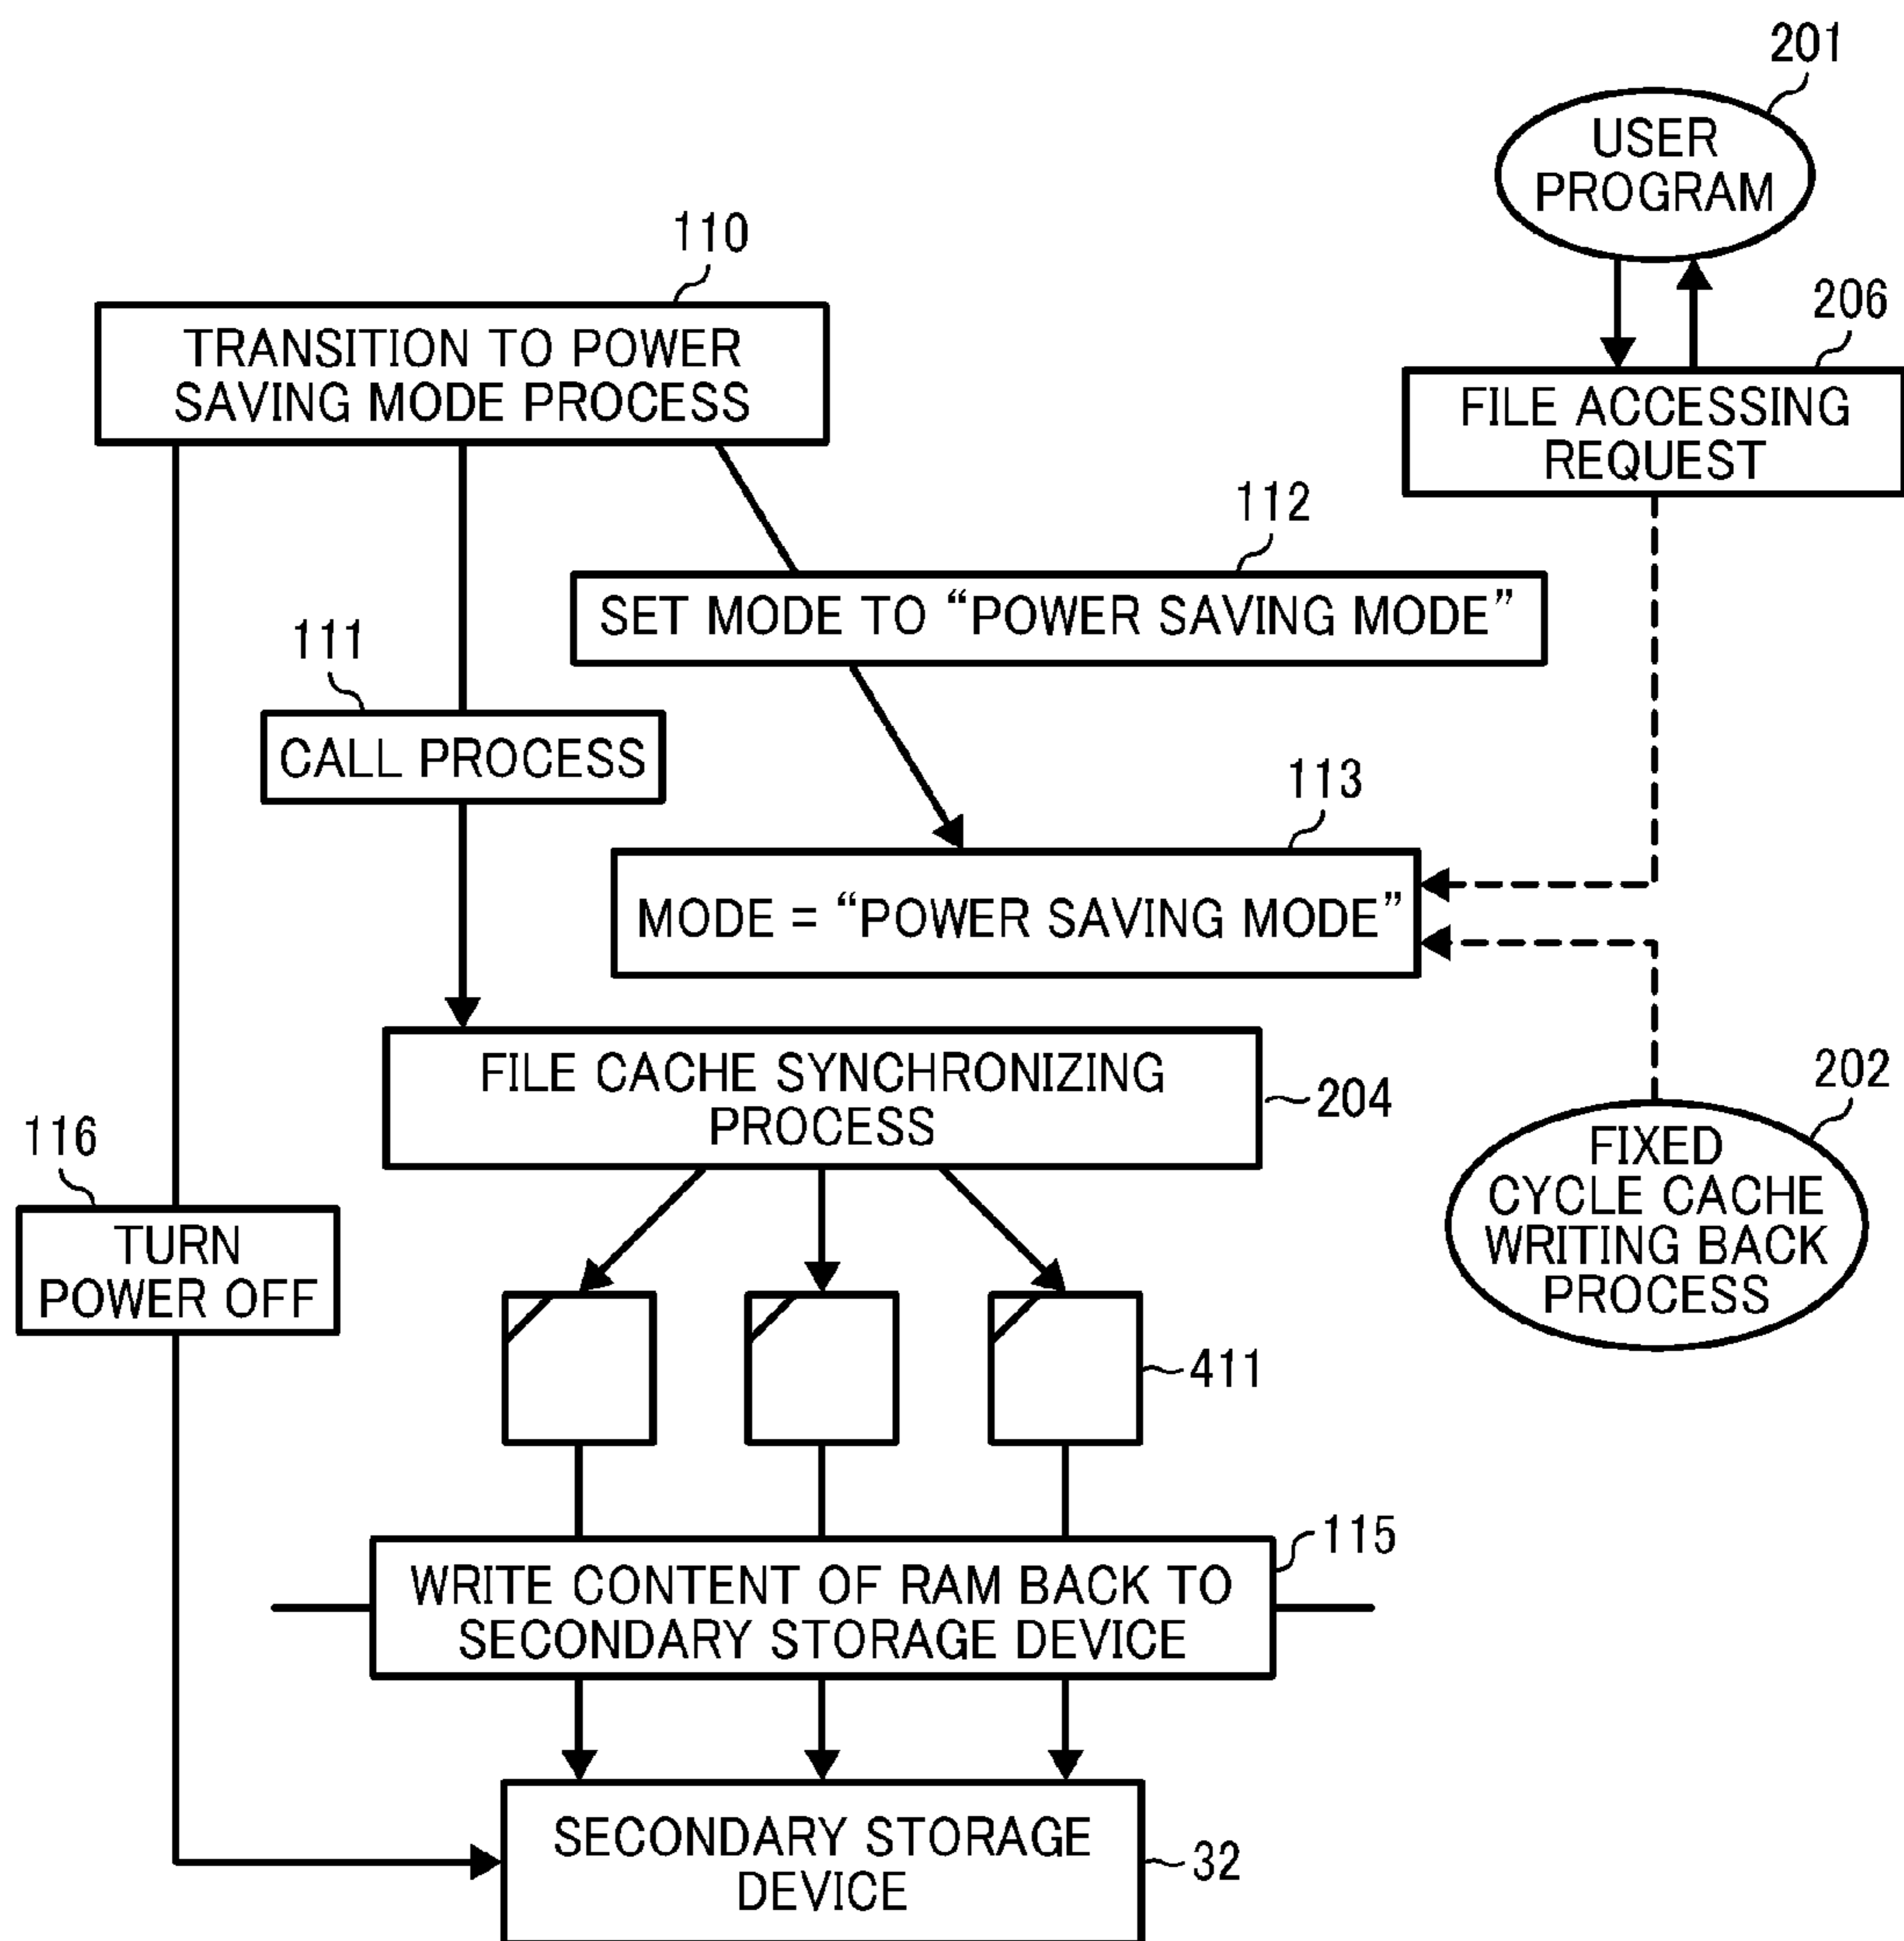 201
USER
PROGRAM
110
206
TRANSITION TO POWER
SAVING MODE PROCESS
FILE ACCESSING
REQUEST
112
SET MODE TO “POWER SAVING MODE”
111
CALL PROCESS
113
MODE = “POWER SAVING MODE”
FILE CACHE SYNCHRONIZING
PROCESS
204
202
FIXED
CYCLE CACHE
WRITING BACK
PROCESS
116
TURN
POWER OFF
411
115
WRITE CONTENT OF RAM BACK TO
SECONDARY STORAGE DEVICE
SECONDARY STORAGE
DEVICE
32